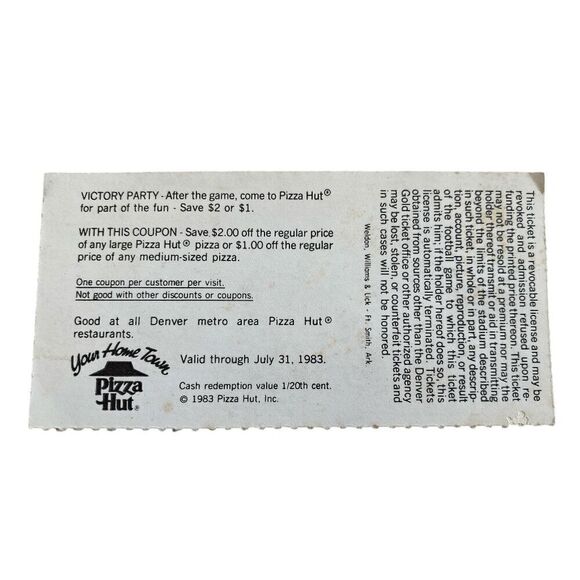 VICTORY PARTY - After the game, come to Pizza Hut®
for part of the fun - Save $2 or $1.
WITH THIS COUPON - Save $2.00 off the regular price
of any large Pizza Hut® pizza or $1.00 off the regular
price of any medium-sized pizza.
One coupon per customer per visit.
Not good with other discounts or coupons.
Good at all Denver metro area Pizza Hut®
restaurants.
Your Home Town
Pizza
Hut®
Valid through July 31, 1983.
Cash redemption value 1/20th cent.
© 1983 Pizza Hut, Inc.
This ticket is a revocable license and may be
revoked and admission refused upon re-
funding the printed price thereon. This ticket
may not be resold at a premium nor may the
holder thereof transmit or aid in transmitting
beyond the limits of the stadium described
in such ticket, in whole or in part, any descrip-
tion, account, picture, reproduction, or result
of the football game to which this ticket
admits him; if the holder hereof does so, this
license is automatically terminated. Tickets
obtained from sources other than the Denver
Gold ticket office or other authorized agency
may be lost, stolen, or counterfeit tickets and
in such cases will not be honored.
Weldon, Williams & Lick - Ft. Smith, Ark.